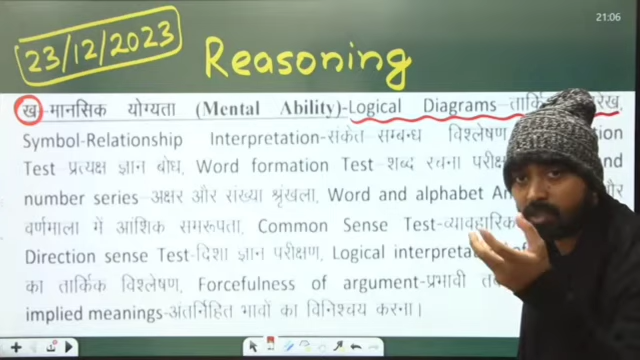 21:06
23/12/2023
Reasoning
ख-मानसिक योग्यता (Mental Ability)-Logical Diagrams-तार्कि रेख,
Symbol-Relationship Interpretation-संकेत-सम्बन्ध विश्लेषण
Test-प्रत्यक्ष ज्ञान बोध, Word formation Test-शब्द रचना and
number series-अक्षर और संख्या श्रृंखला, Word and alphabet
वर्णमाला में आंशिक समरूपता, Common Sense Test-व्यावहारिक
Direction sense Test-दिशा ज्ञान परीक्षण, Logical
का तार्किक विश्लेषण, Forcefulness of argument-प्रभावी
implied meanings-अंतर्निहित भावों का विनिश्चय करना।